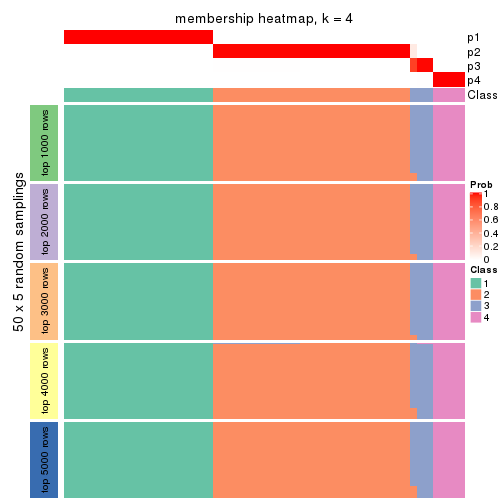 membership heatmap, k = 4
p1
p2
p3
p4
Class
50 x 5 random samplings
top 1000 rows
top 2000 rows
top 3000 rows
top 4000 rows
top 5000 rows
Prob
1
0.8
0.6
0.4
0.2
0
Class
1
2
3
4